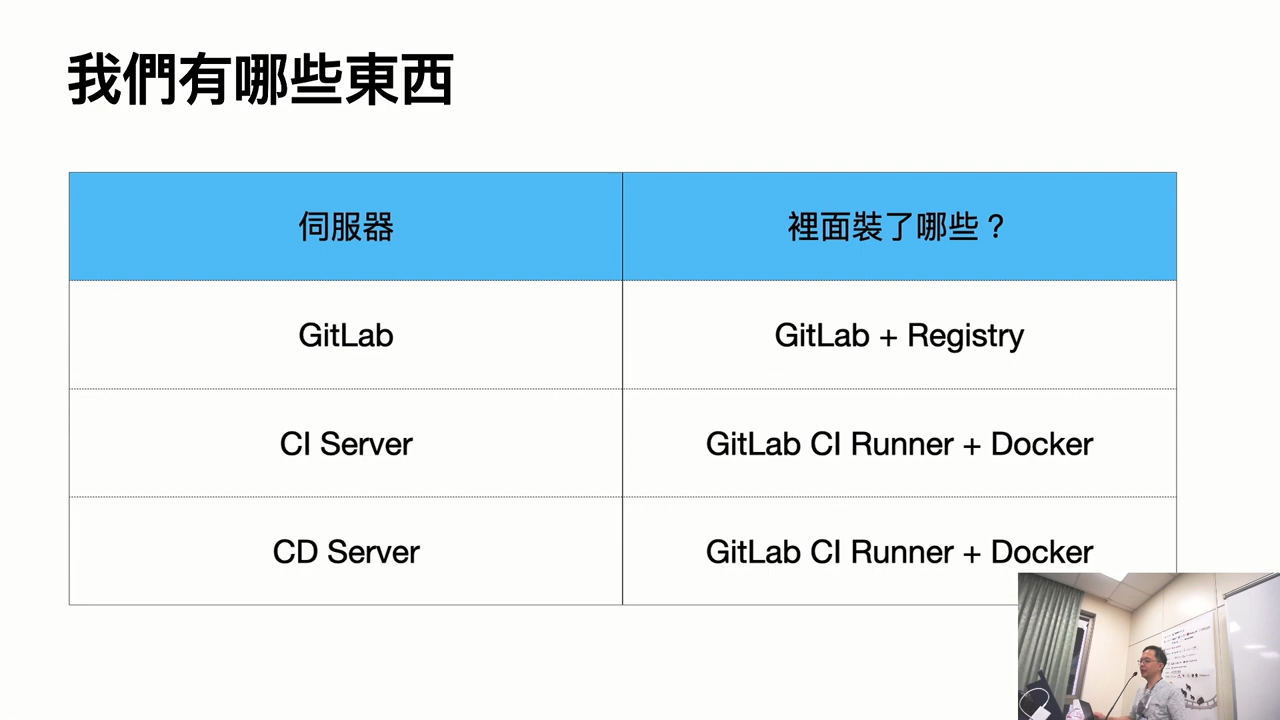 我們有哪些東西
伺服器
裡面裝了哪些？
GitLab
GitLab + Registry
CI Server
GitLab CI Runner + Docker
CD Server
GitLab CI Runner + Docker